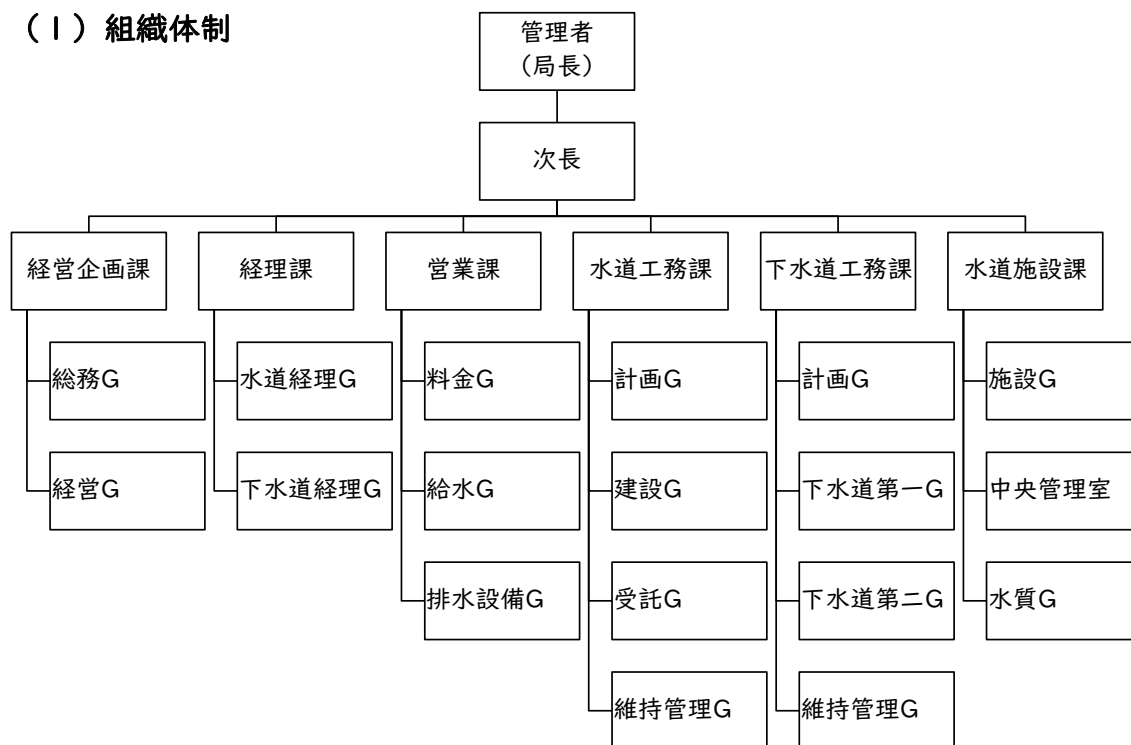 （１）組織体制
管理者
（局長）
次長
経営企画課
経理課
営業課
水道工務課
下水道工務課
水道施設課
総務G
水道経理G
料金G
計画G
計画G
施設G
経営G
下水道経理G
給水G
建設G
下水道第一G
中央管理室
排水設備G
受託G
下水道第二G
水質G
維持管理G
維持管理G